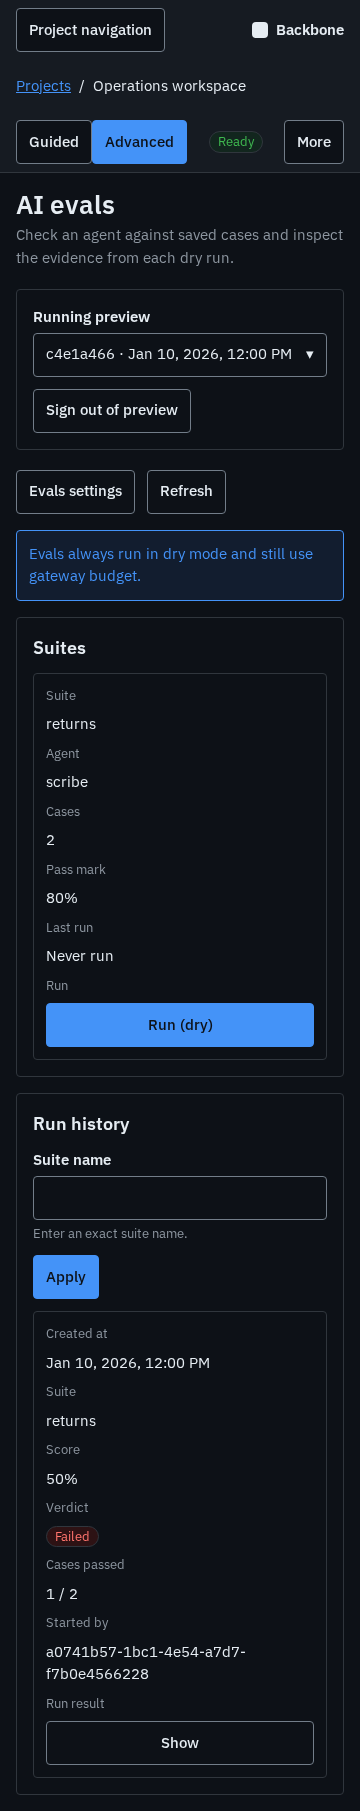 Project navigation
Backbone
Projects / Operations workspace
Guided
Advanced
Ready
More
AI evals
Check an agent against saved cases and inspect
the evidence from each dry run.
Running preview
c4e1a466 · Jan 10, 2026, 12:00 PM ▾
Sign out of preview
Evals settings
Refresh
Evals always run in dry mode and still use
gateway budget.
Suites
Suite
returns
Agent
scribe
Cases
2
Pass mark
80%
Last run
Never run
Run
Run (dry)
Run history
Suite name
Enter an exact suite name.
Apply
Created at
Jan 10, 2026, 12:00 PM
Suite
returns
Score
50%
Verdict
Failed
Cases passed
1 / 2
Started by
a0741b57-1bc1-4e54-a7d7-
f7b0e4566228
Run result
Show